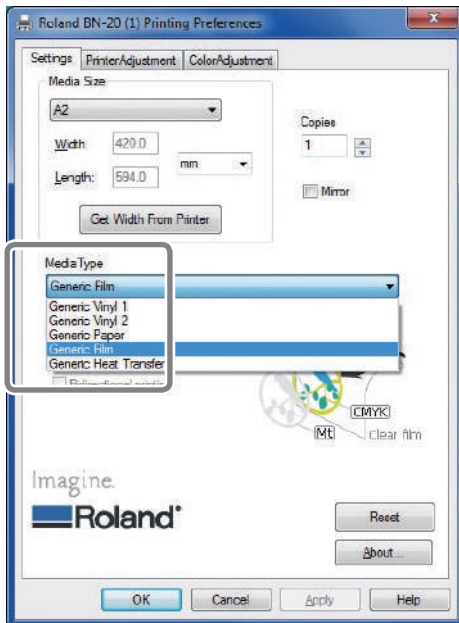 Roland BN-20 (1) Printing Preferences
Settings PrinterAdjustment ColorAdjustment
Media Size
A2
Width 420.0
mm
Length: 594.0
Get Width From Printer
Copies
1
Mirror
Media Type
Generic Film
Generic Vinyl 1
Generic Vinyl 2
Generic Paper
Generic Film
Generic Heat Transfer
CMYK
Mt Clear film
Imagine.
Roland
Reset
About...
OK Cancel Apply Help